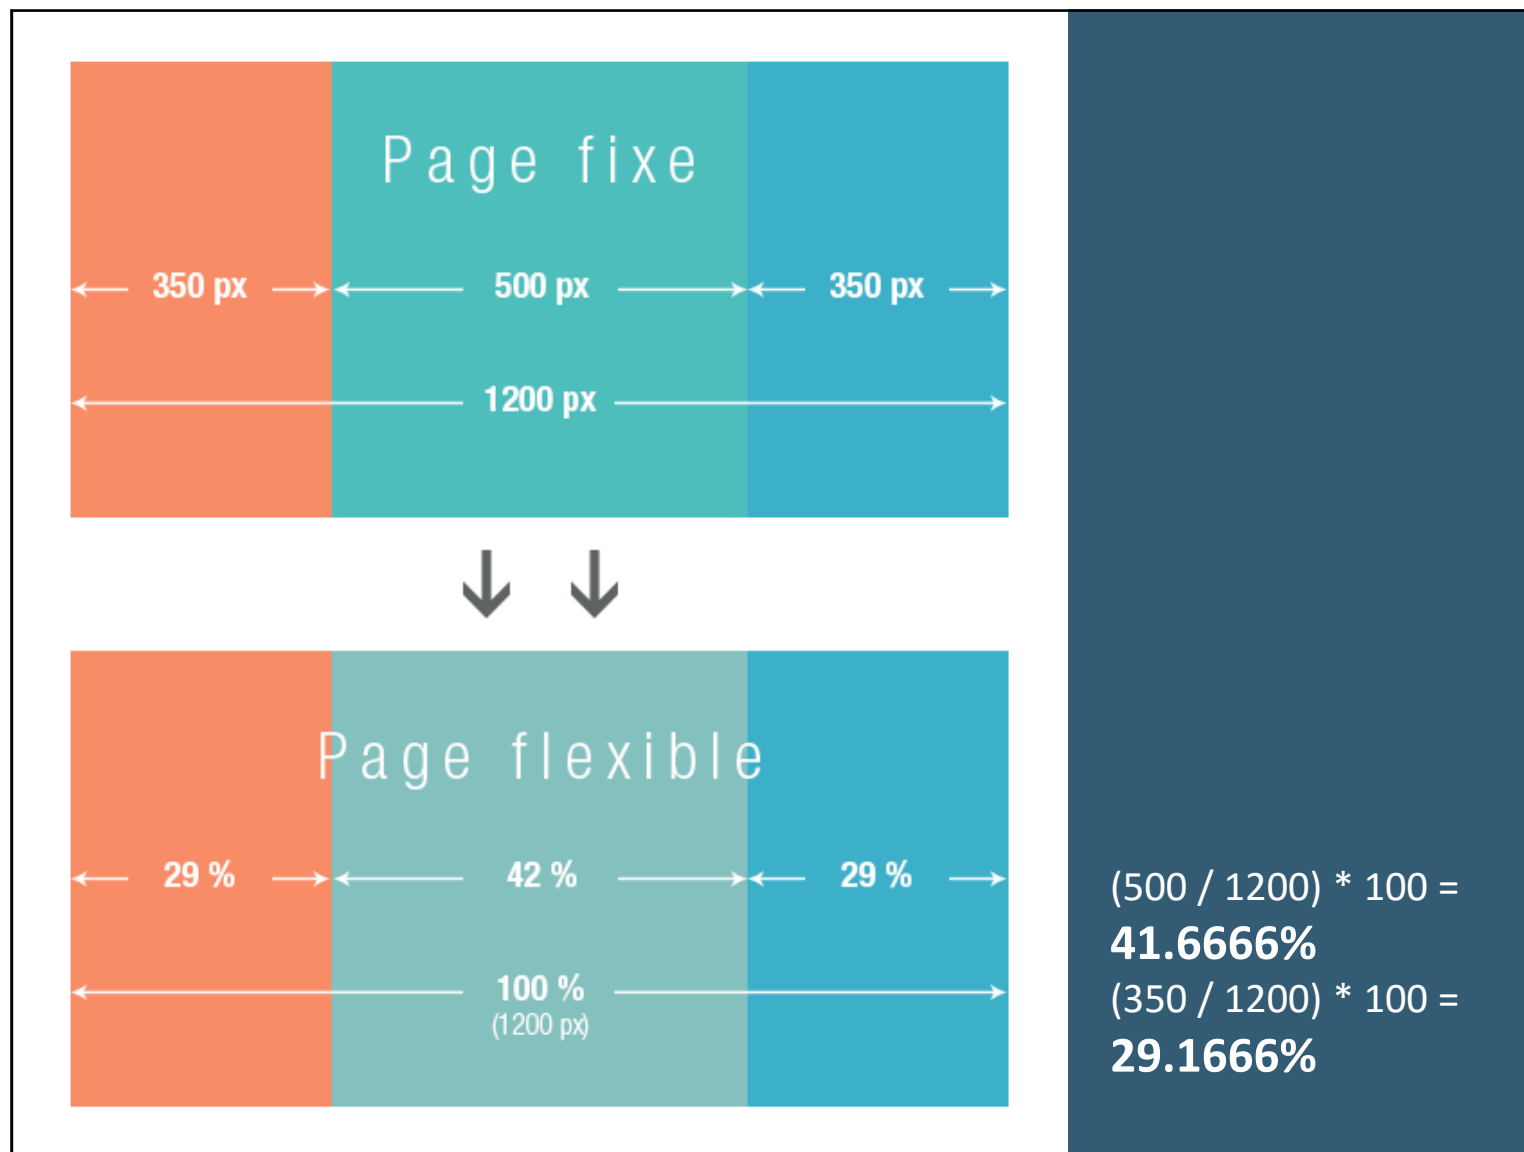 Page fixe
350 px 500 px 350 px
1200 px
Page flexible
29 % 42 % 29 %
100 %
(1200 px)
(500 / 1200) * 100 =
41.6666%
(350 / 1200) * 100 =
29.1666%